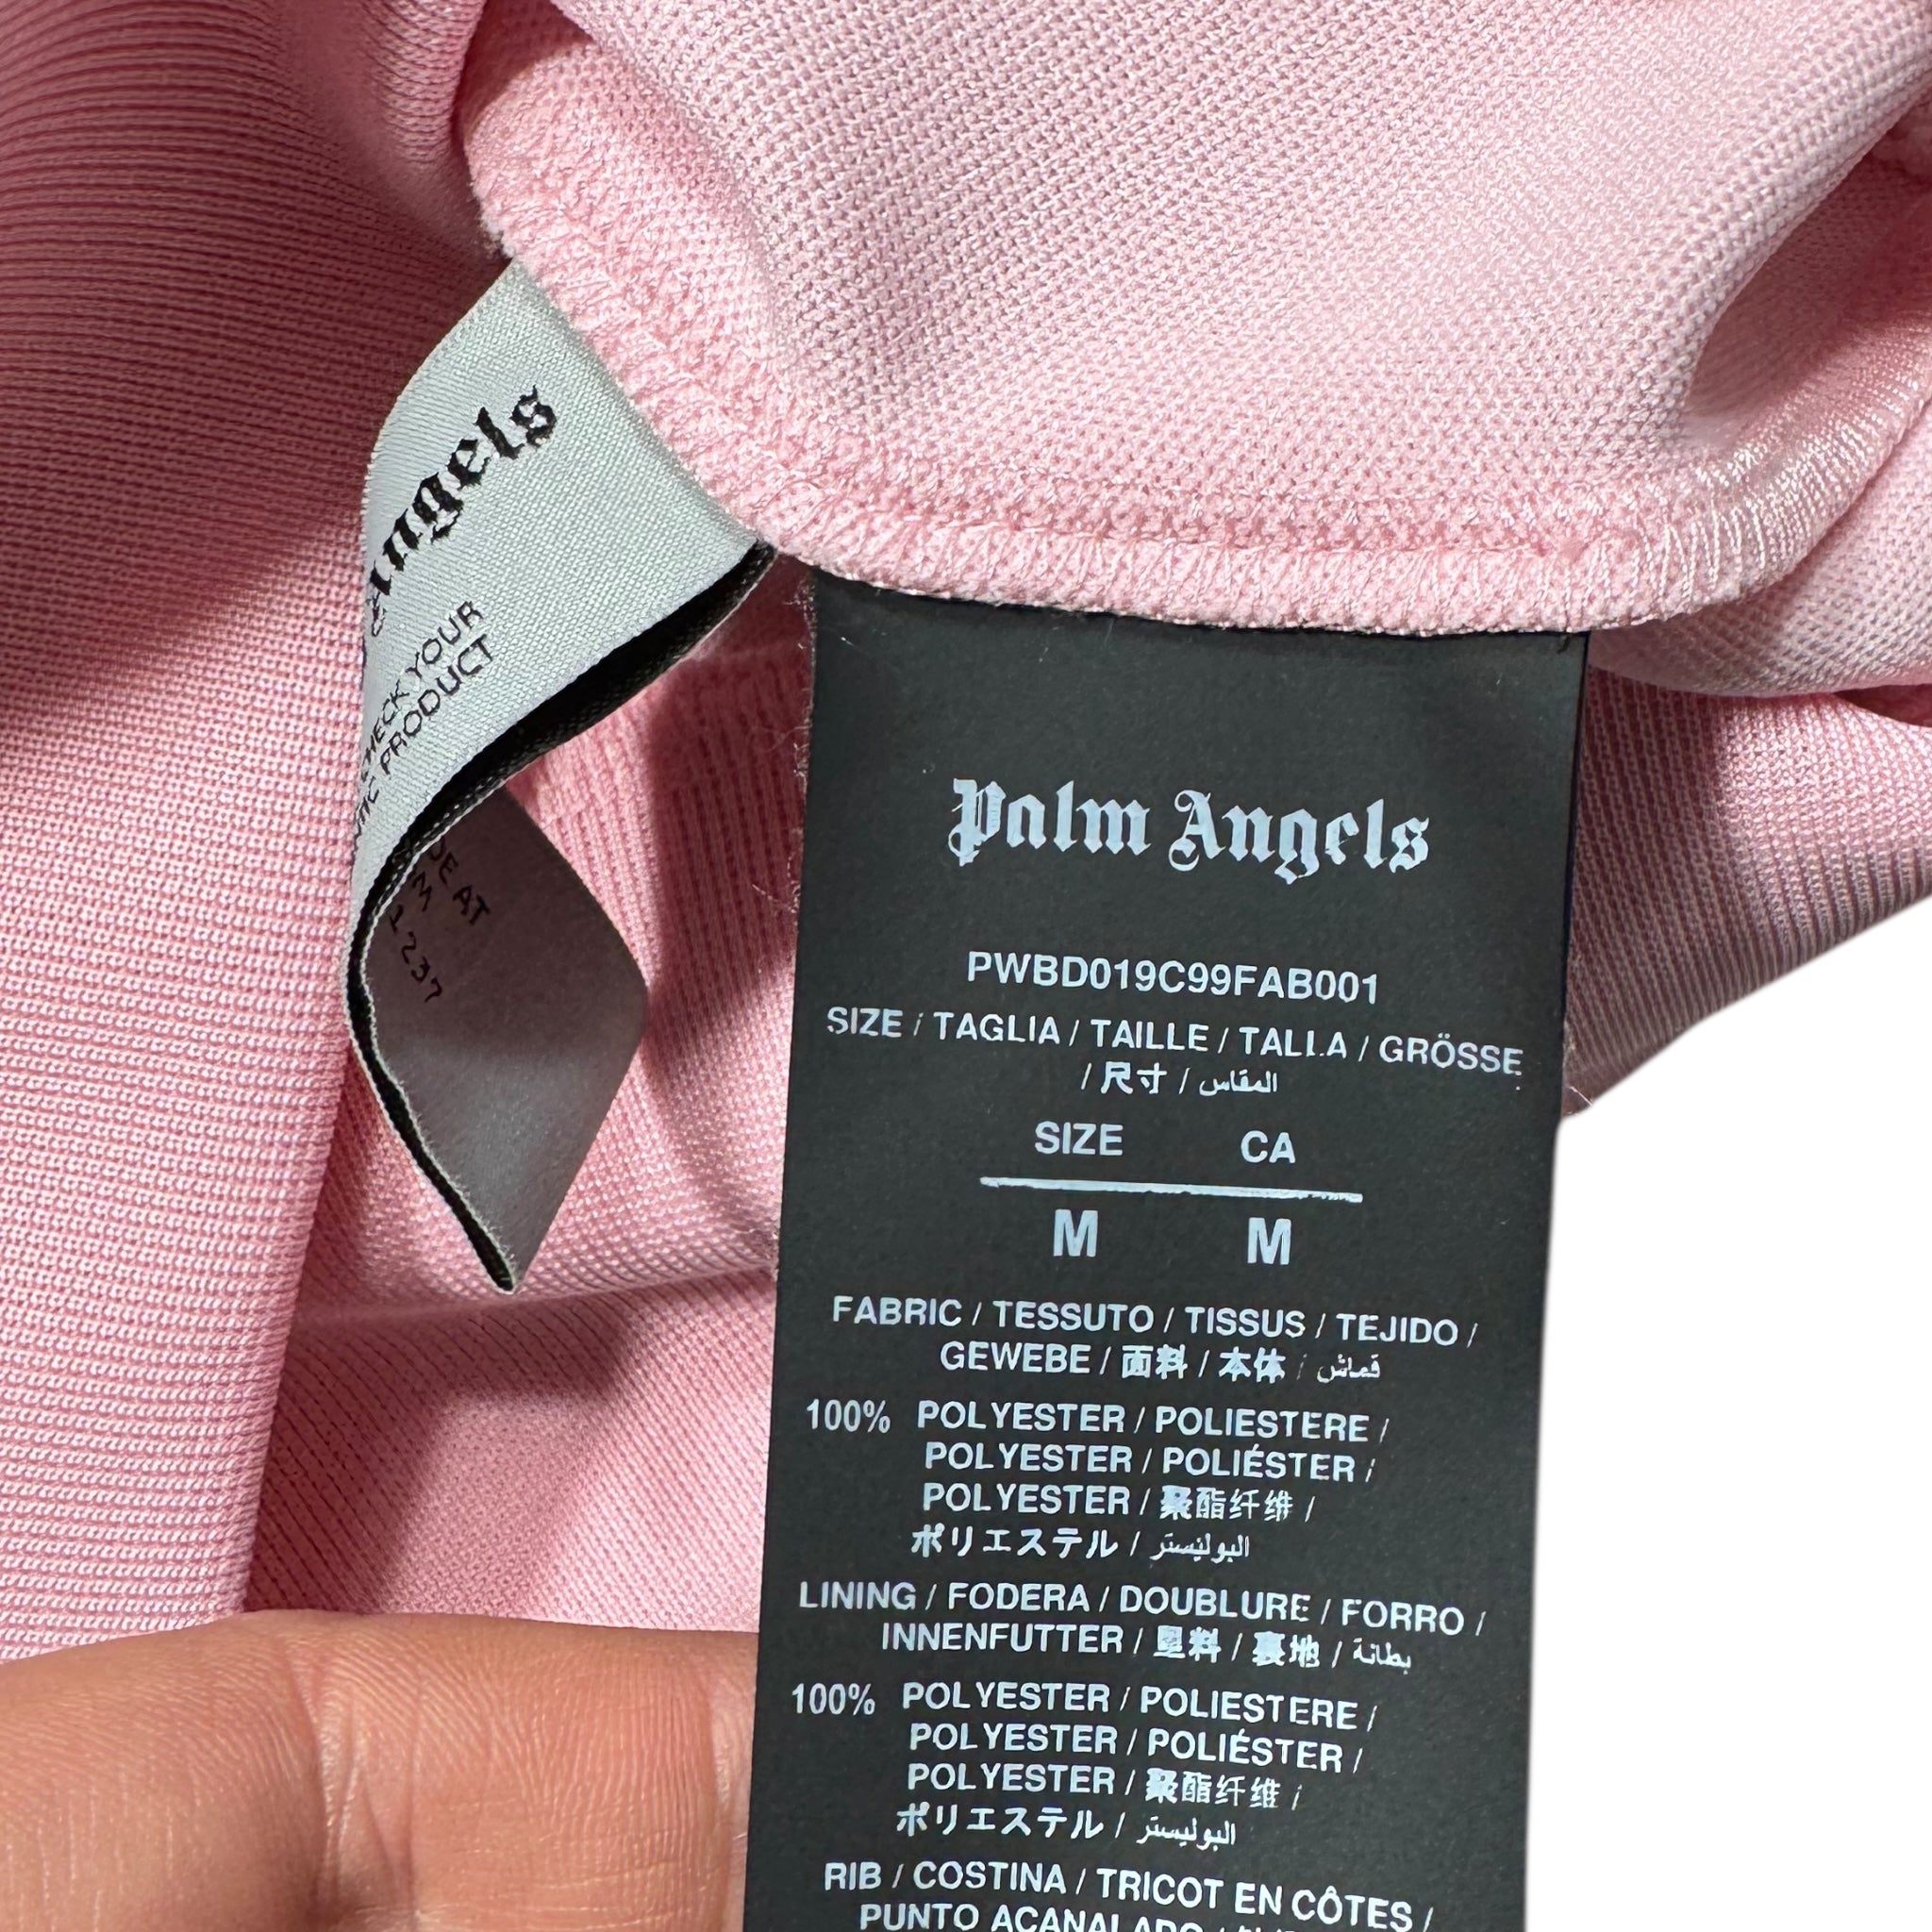 Angels
CHECK YOUR
PRODUCT
AT
M
1237
Palm Angels
PWBD019C99FAB001
SIZE / TAGLIA / TAILLE / TALLA / GRÖSSE
/ 尺寸 / المقاس
SIZE CA
M M
FABRIC / TESSUTO / TISSUS / TEJIDO /
GEWEBE / 面料 / 本体 / قماش
100% POLYESTER / POLIESTERE /
POLYESTER / POLIÉSTER /
POLYESTER / 聚酯纤维 /
ポリエステル / البوليستر
LINING / FODERA / DOUBLURE / FORRO /
INNENFUTTER / 里料 / 裏地 / بطانة
100% POLYESTER / POLIESTERE /
POLYESTER / POLIÉSTER /
POLYESTER / 聚酯纤维 /
ポリエステル / البوليستر
RIB / COSTINA / TRICOT EN CÔTES /
PUNTO ACANALADO /